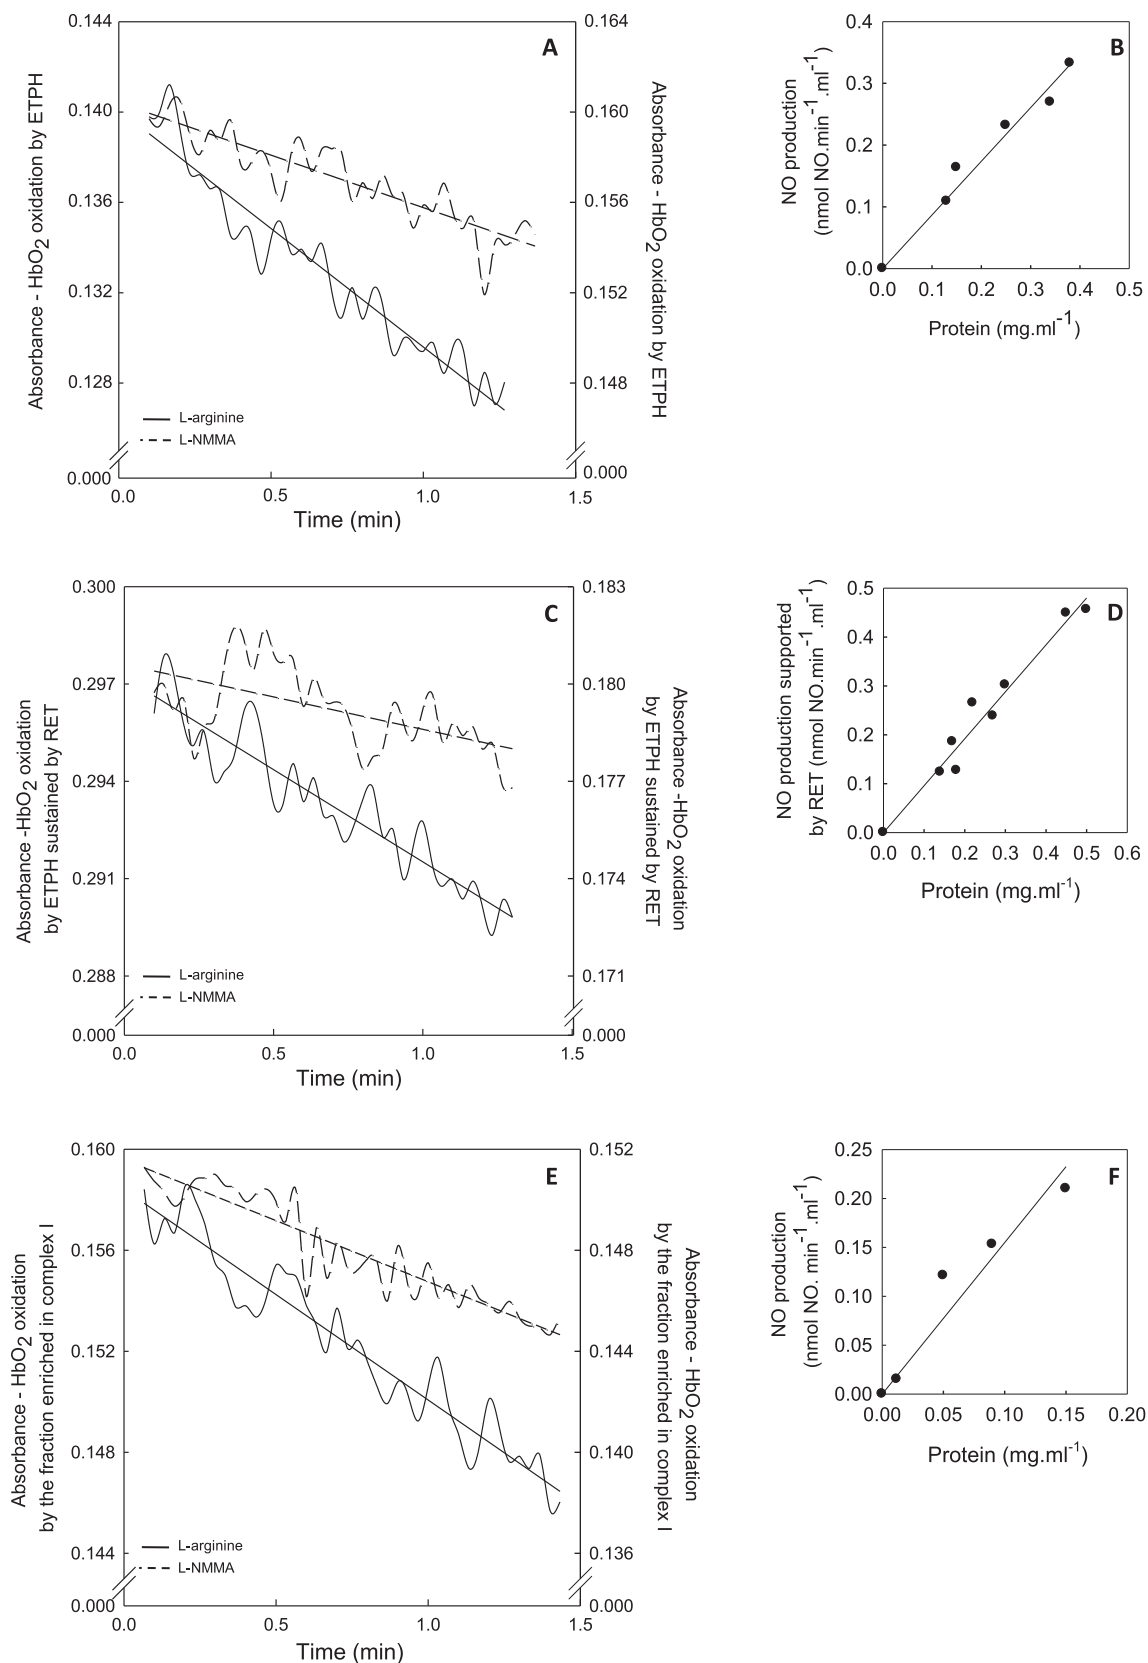 A
Absorbance - HbO2 oxidation by ETPH
0.144
0.140
0.136
0.132
0.128
0.000
0.164
0.160
0.156
0.152
0.148
0.000
Absorbance - HbO2 oxidation by ETPH
L-arginine
L-NMMA
0.0 0.5 1.0 1.5
Time (min)
B
NO production
(nmol NO.min-1.ml-1)
0.4
0.3
0.2
0.1
0.0
0.0 0.1 0.2 0.3 0.4 0.5
Protein (mg.ml-1)
C
Absorbance -HbO2 oxidation
by ETPH sustained by RET
0.300
0.297
0.294
0.291
0.288
0.000
0.183
0.180
0.177
0.174
0.171
0.000
Absorbance -HbO2 oxidation
by ETPH sustained by RET
L-arginine
L-NMMA
0.0 0.5 1.0 1.5
Time (min)
D
NO production supported
by RET (nmol NO.min-1.ml-1)
0.5
0.4
0.3
0.2
0.1
0.0
0.0 0.1 0.2 0.3 0.4 0.5 0.6
Protein (mg.ml-1)
E
Absorbance - HbO2 oxidation
by the fraction enriched in complex I
0.160
0.156
0.152
0.148
0.144
0.000
0.152
0.148
0.144
0.140
0.136
0.000
Absorbance - HbO2 oxidation
by the fraction enriched in complex I
L-arginine
L-NMMA
0.0 0.5 1.0 1.5
Time (min)
F
NO production
(nmol NO. min-1.ml-1)
0.25
0.20
0.15
0.10
0.05
0.00
0.00 0.05 0.10 0.15 0.20
Protein (mg.ml-1)